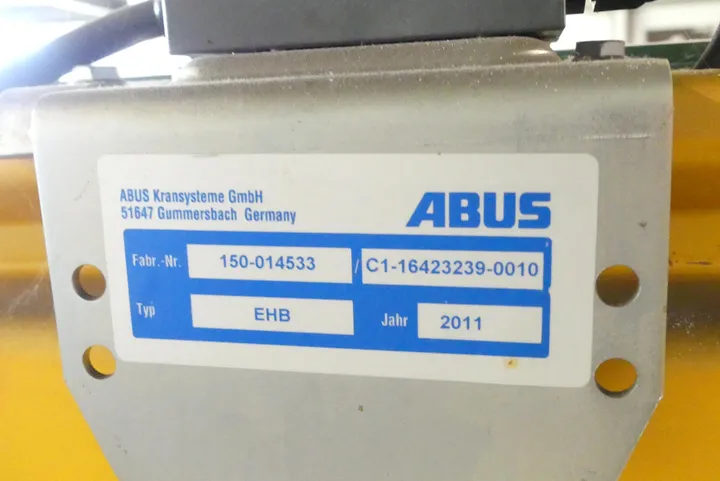 ABUS Kransysteme GmbH
51647 Gummersbach Germany
ABUS
Fabr.-Nr. 150-014533 / C1-16423239-0010
Typ EHB Jahr 2011